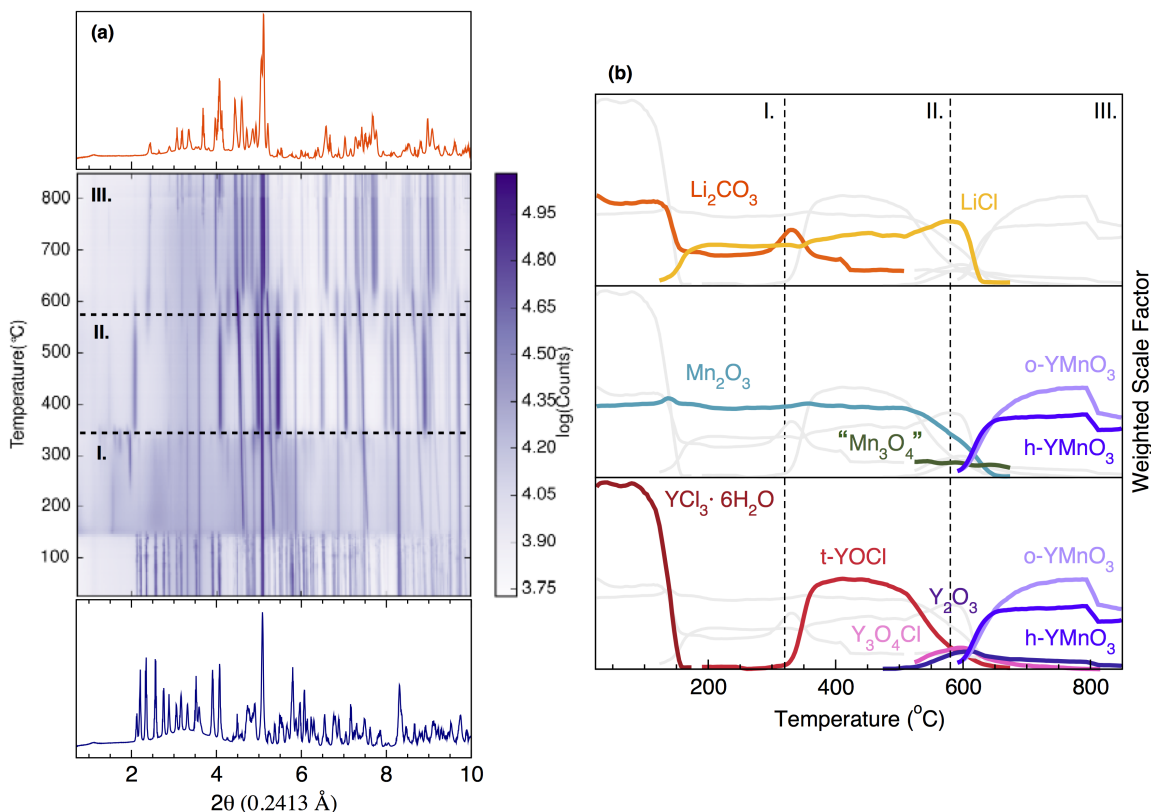 (a)
800
700
600
500
400
300
200
100
Temperature(°C)
III.
II.
I.
4.95
4.80
4.65
4.50
4.35
4.20
4.05
3.90
3.75
log(Counts)
2 4 6 8 10
2θ (0.2413 Å)
(b)
I. II. III.
Li₂CO₃
LiCl
Mn₂O₃
"Mn₃O₄"
o-YMnO₃
h-YMnO₃
YCl₃· 6H₂O
t-YOCl
Y₂O₃
Y₃O₄Cl
o-YMnO₃
h-YMnO₃
200 400 600 800
Temperature (°C)
Weighted Scale Factor